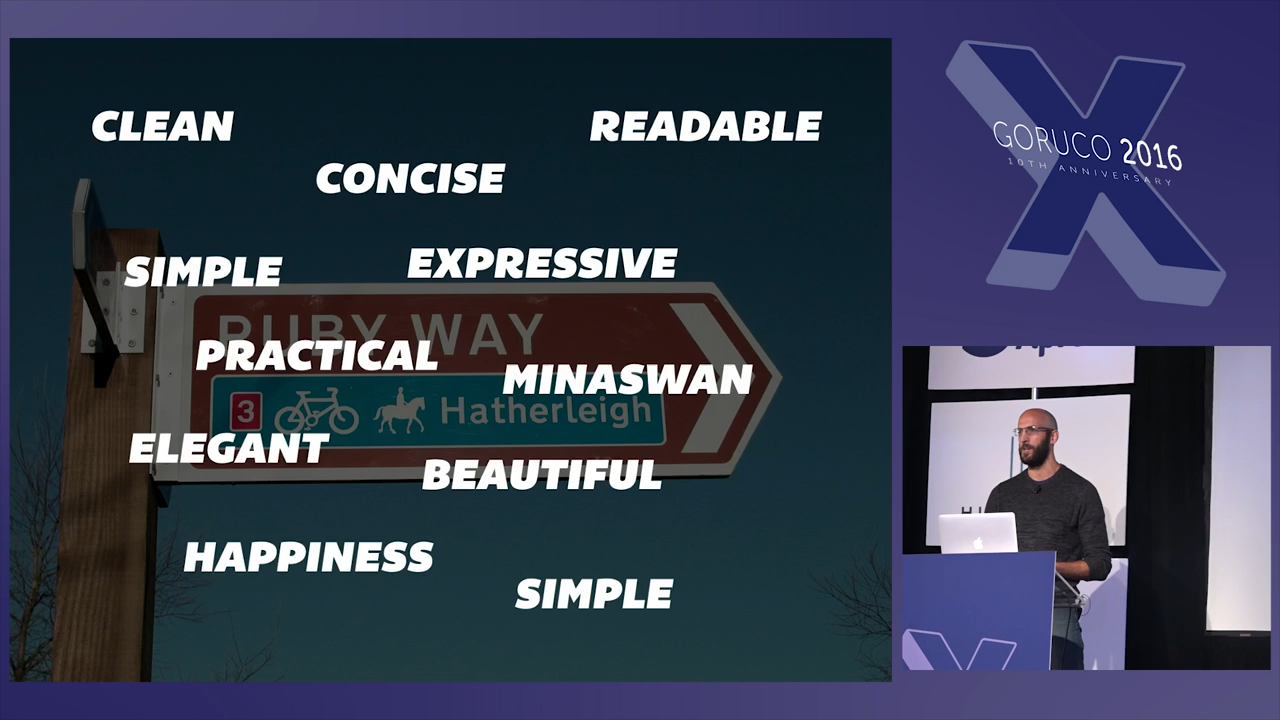 CLEAN
READABLE
CONCISE
SIMPLE
EXPRESSIVE
RUBY WAY
PRACTICAL
MINASWAN
3 Hatherleigh
ELEGANT
BEAUTIFUL
HAPPINESS
SIMPLE
GORUCO 2016
10TH ANNIVERSARY